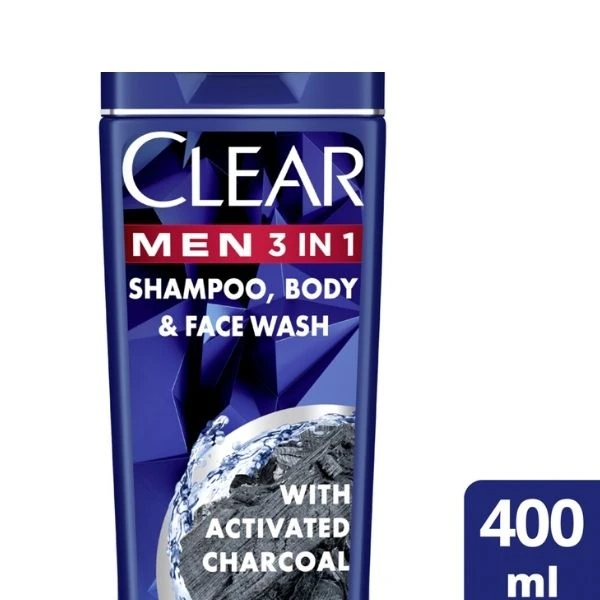 CLEAR
MEN 3 IN 1
SHAMPOO, BODY
& FACE WASH
WITH
ACTIVATED
CHARCOAL
400
ml